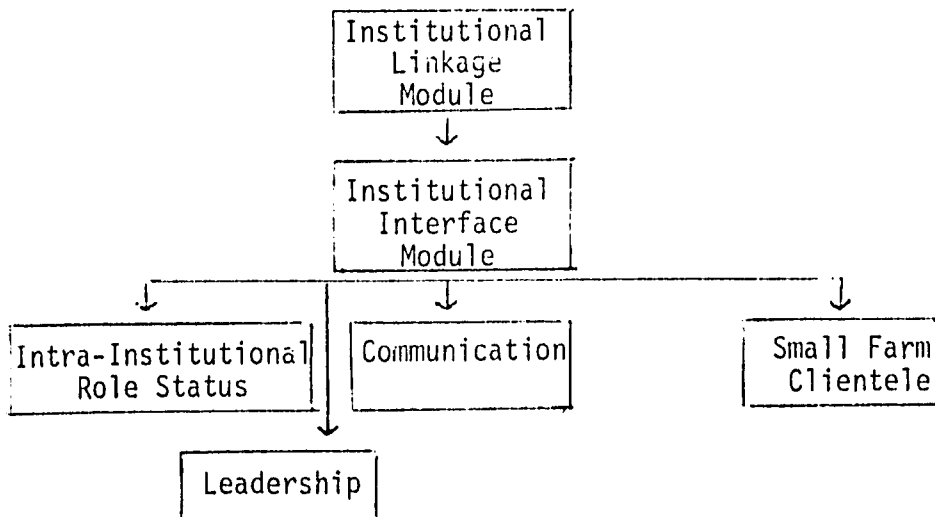 Institutional
Linkage
Module
Institutional
Interface
Module
Intra-Institutional
Role Status
Communication
Small Farm
Clientele
Leadership